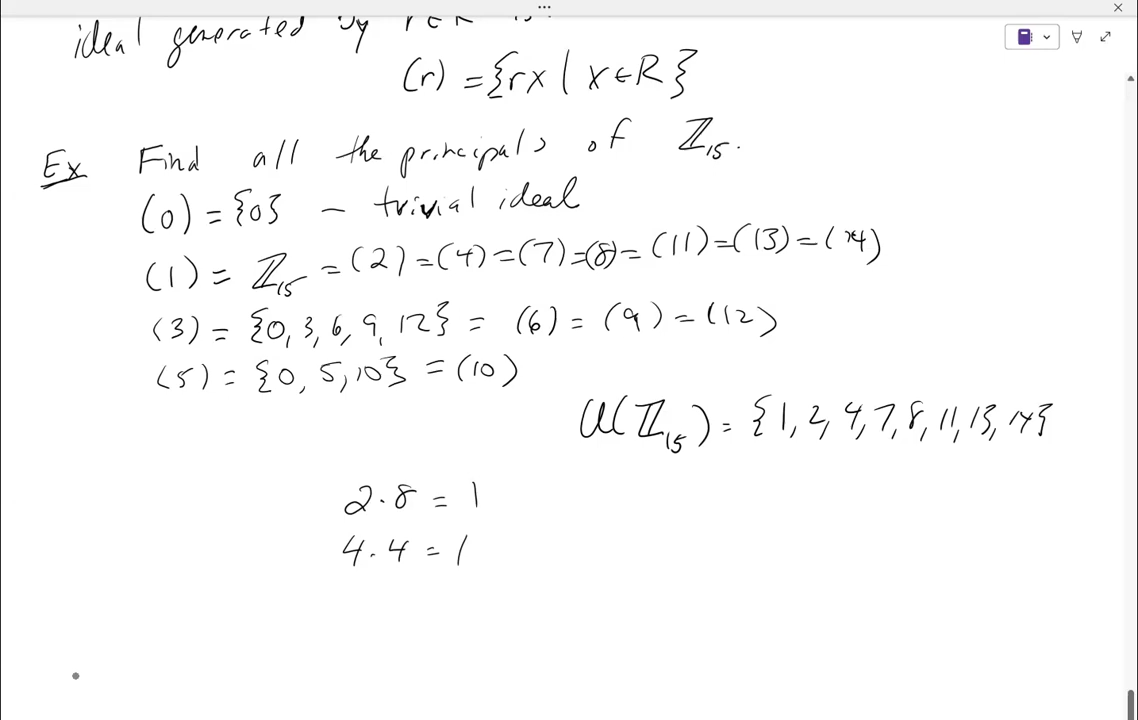 ideal generated by r ∈ R is:
(r) = {rx | x ∈ R}
Ex Find all the principals of ℤ₁₅.
(0) = {0} – trivial ideal
(1) = ℤ₁₅ = (2) = (4) = (7) = (8) = (11) = (13) = (14)
(3) = {0, 3, 6, 9, 12} = (6) = (9) = (12)
(5) = {0, 5, 10} = (10)
U(ℤ₁₅) = {1, 2, 4, 7, 8, 11, 13, 14}
2 · 8 = 1
4 · 4 = 1